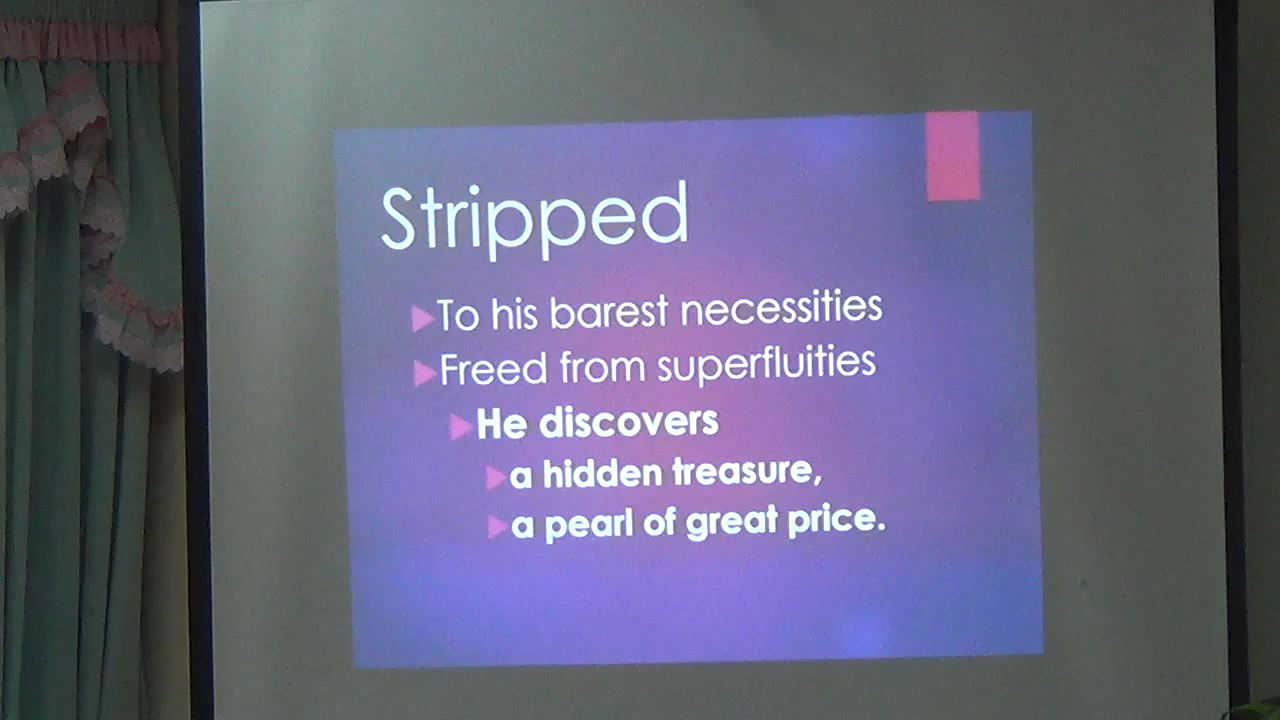 Stripped
To his barest necessities
Freed from superfluities
He discovers
a hidden treasure,
a pearl of great price.